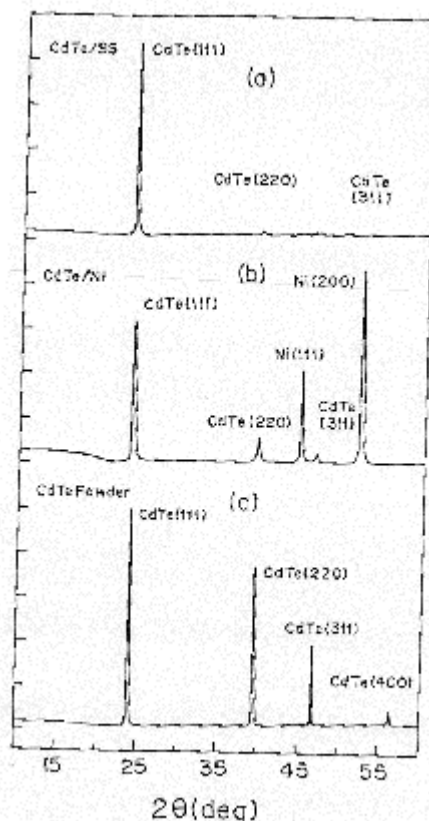 CdTe/SS
CdTe(111)
(a)
CdTe(220)
CdTe
(311)
CdTe/Ni
(b)
Ni(200)
CdTe(111)
Ni(111)
CdTe(220)
CdTe
(311)
CdTe Powder
(c)
CdTe(111)
CdTe(220)
CdTe(311)
CdTe(400)
15 25 35 45 55
2θ(deg)